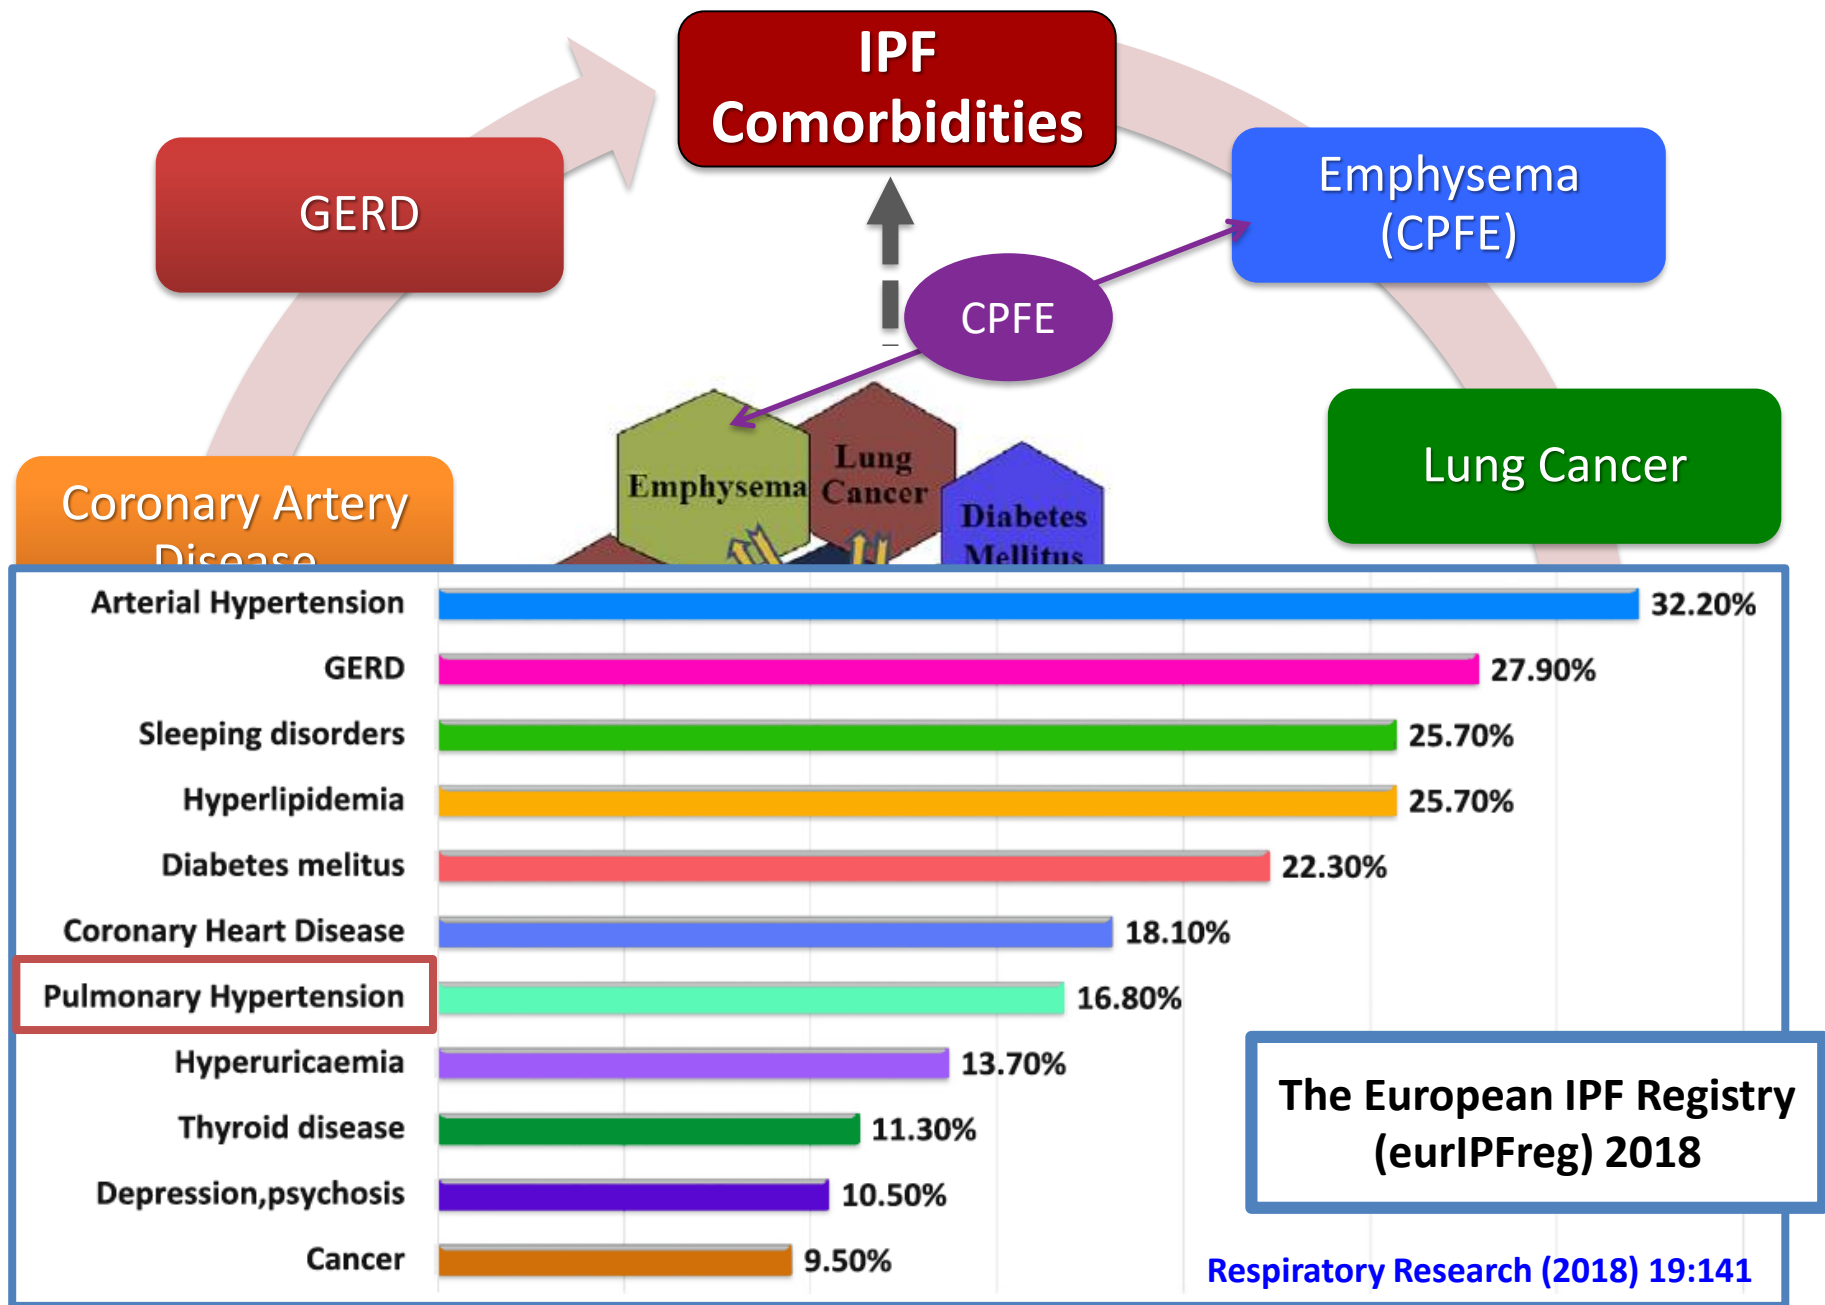 IPF
Comorbidities
GERD
Emphysema
(CPFE)
CPFE
Coronary Artery
Disease
Emphysema
Lung
Cancer
Diabetes
Mellitus
Lung Cancer
Arterial Hypertension 32.20%
GERD 27.90%
Sleeping disorders 25.70%
Hyperlipidemia 25.70%
Diabetes melitus 22.30%
Coronary Heart Disease 18.10%
Pulmonary Hypertension 16.80%
Hyperuricaemia 13.70%
Thyroid disease 11.30%
Depression,psychosis 10.50%
Cancer 9.50%
The European IPF Registry
(eurIPFreg) 2018
Respiratory Research (2018) 19:141